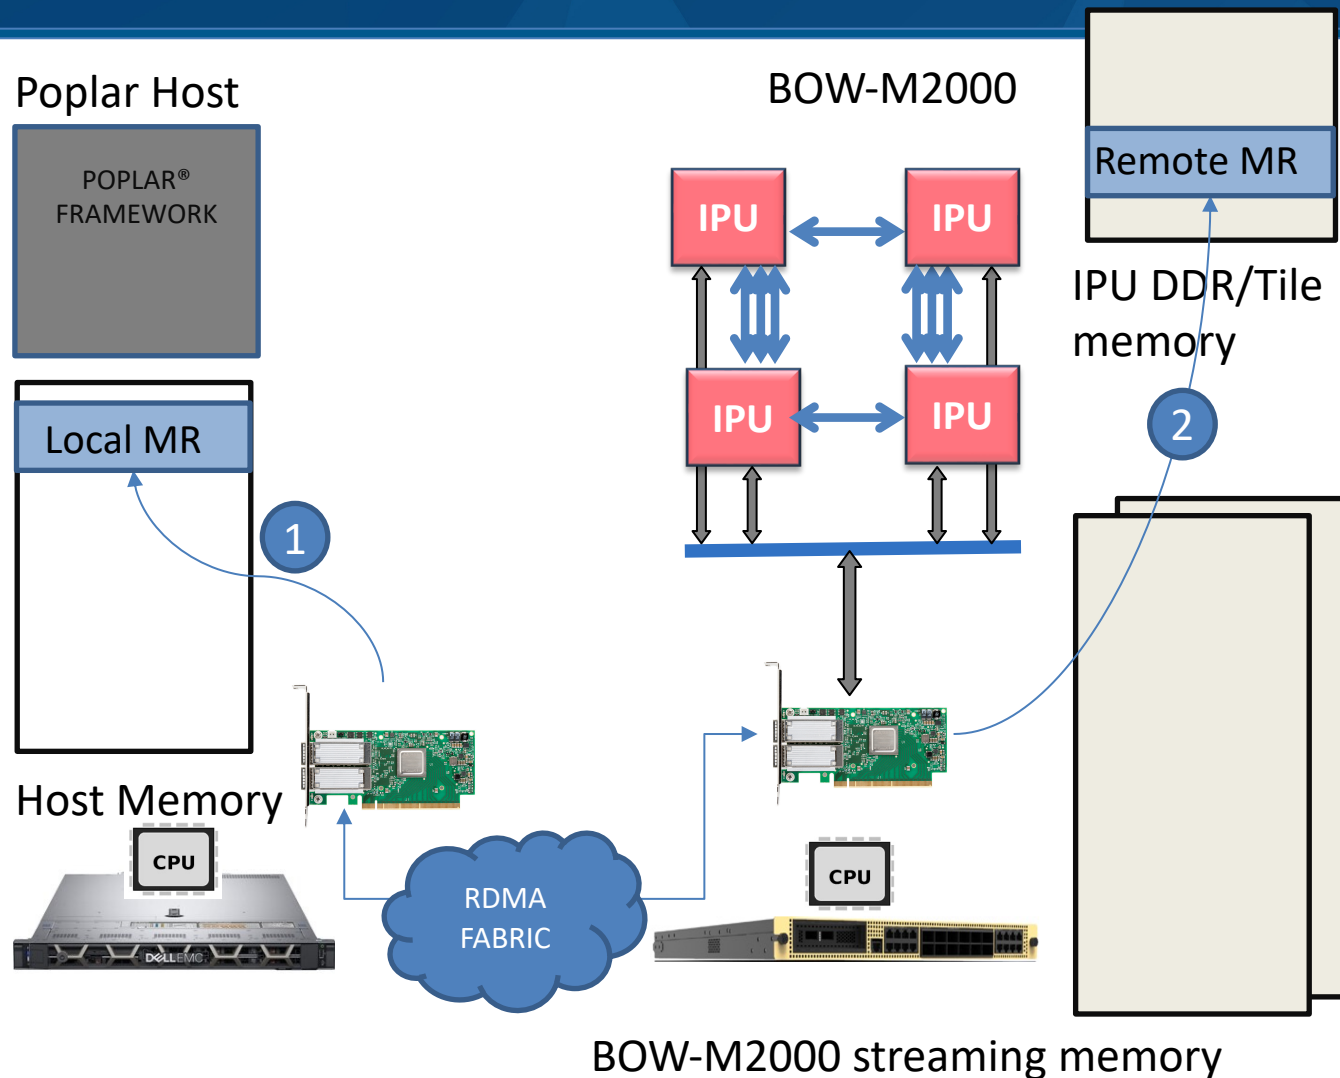 Poplar Host
POPLAR®
FRAMEWORK
Local MR
1
Host Memory
CPU
DELLEMC
RDMA
FABRIC
BOW-M2000
IPU
IPU
IPU
IPU
CPU
BOW-M2000 streaming memory
Remote MR
IPU DDR/Tile
memory
2